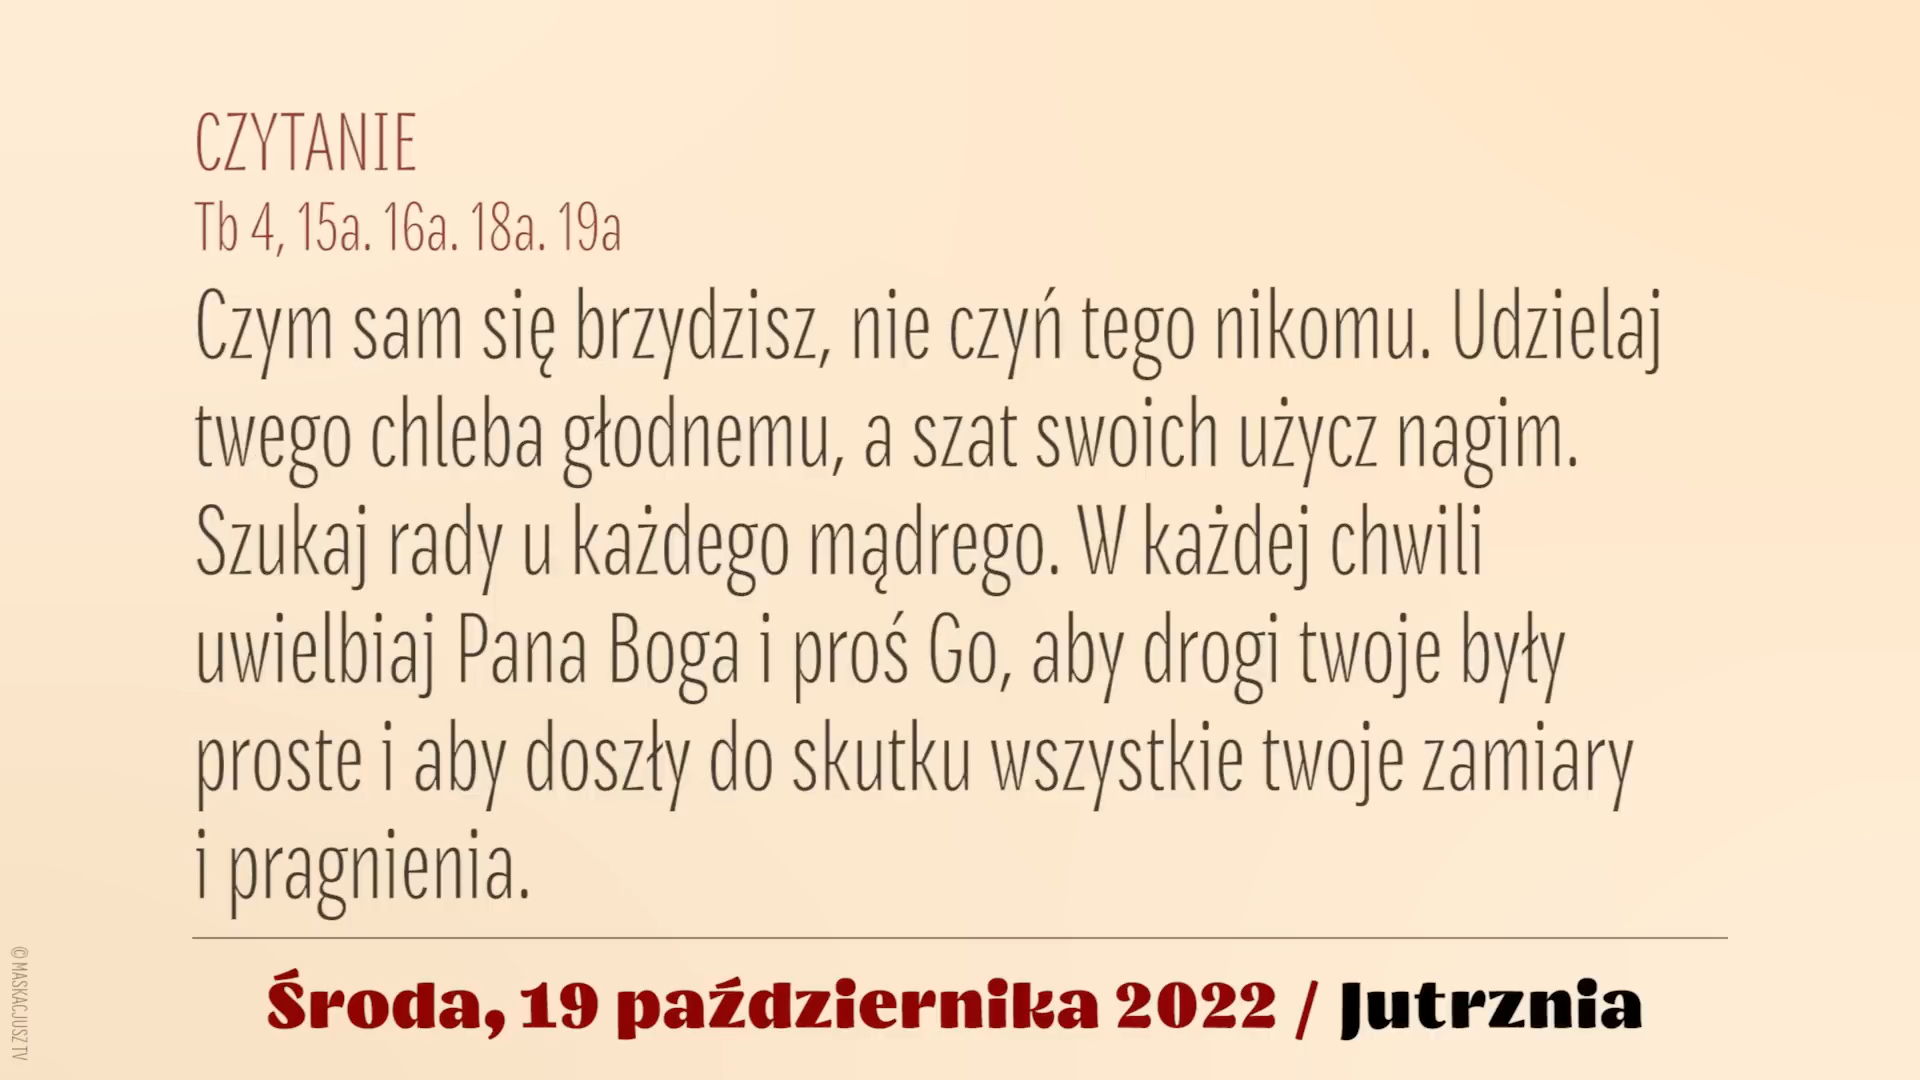 CZYTANIE
Tb 4, 15a. 16a. 18a. 19a
Czym sam się brzydzisz, nie czyń tego nikomu. Udzielaj
twego chleba głodnemu, a szat swoich użycz nagim.
Szukaj rady u każdego mądrego. W każdej chwili
uwielbiaj Pana Boga i proś Go, aby drogi twoje były
proste i aby doszły do skutku wszystkie twoje zamiary
i pragnienia.
Środa, 19 października 2022 / Jutrznia
© MASKACJUSZ TV